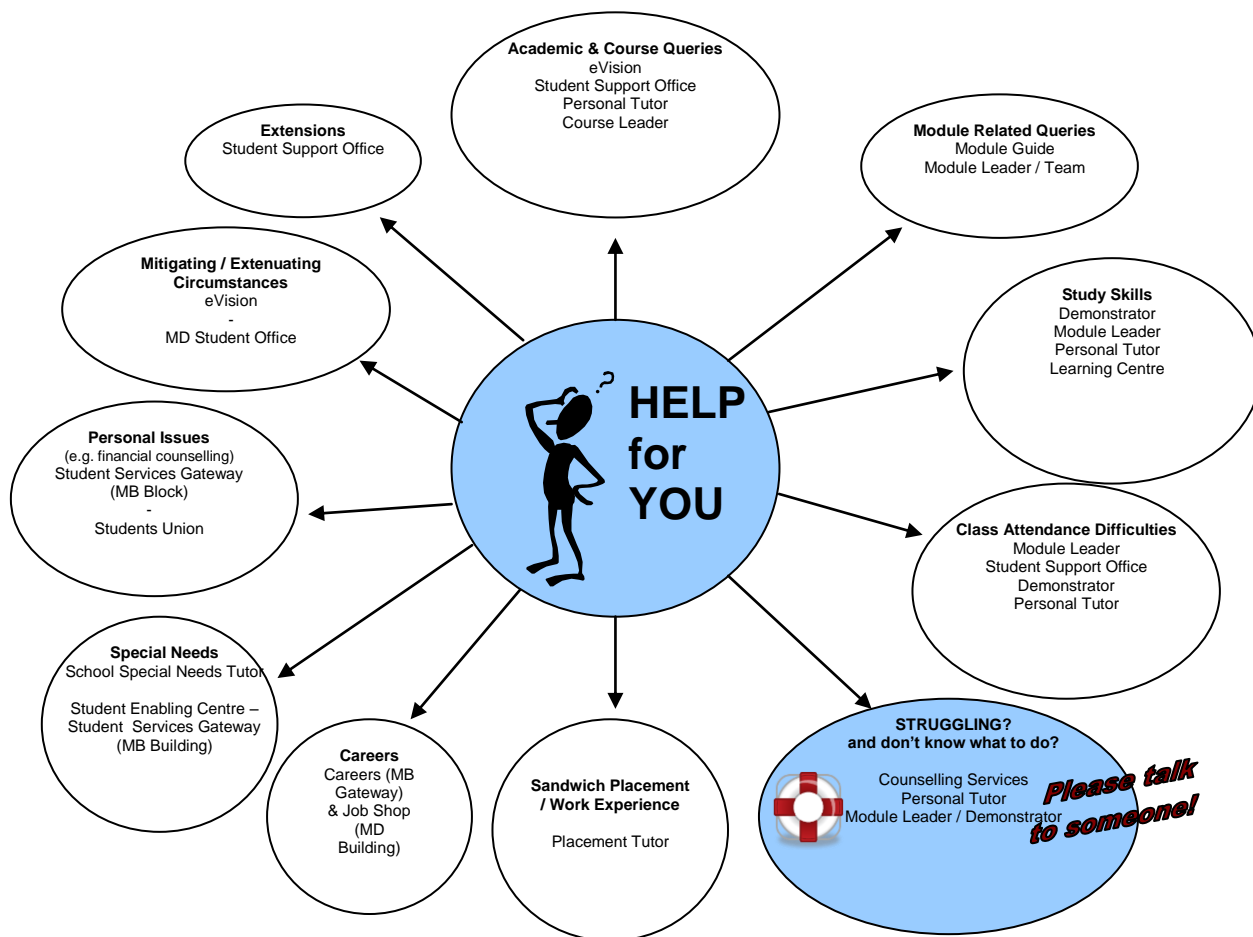 Academic & Course Queries
eVision
Student Support Office
Personal Tutor
Course Leader
Extensions
Student Support Office
Module Related Queries
Module Guide
Module Leader / Team
Mitigating / Extenuating
Circumstances
eVision
-
MD Student Office
Study Skills
Demonstrator
Module Leader
Personal Tutor
Learning Centre
?
HELP
for
YOU
Personal Issues
(e.g. financial counselling)
Student Services Gateway
(MB Block)
-
Students Union
Class Attendance Difficulties
Module Leader
Student Support Office
Demonstrator
Personal Tutor
Special Needs
School Special Needs Tutor
Student Enabling Centre –
Student Services Gateway
(MB Building)
Careers
Careers (MB
Gateway)
& Job Shop
(MD
Building)
Sandwich Placement
/ Work Experience
Placement Tutor
STRUGGLING?
and don't know what to do?
Counselling Services
Personal Tutor
Module Leader / Demonstrator
Please talk
to someone!